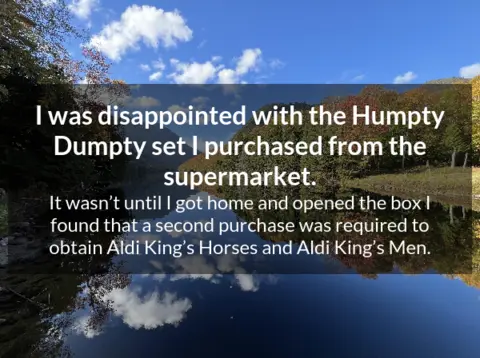 I was disappointed with the Humpty
Dumpty set I purchased from the
supermarket.
It wasn’t until I got home and opened the box I
found that a second purchase was required to
obtain Aldi King’s Horses and Aldi King’s Men.